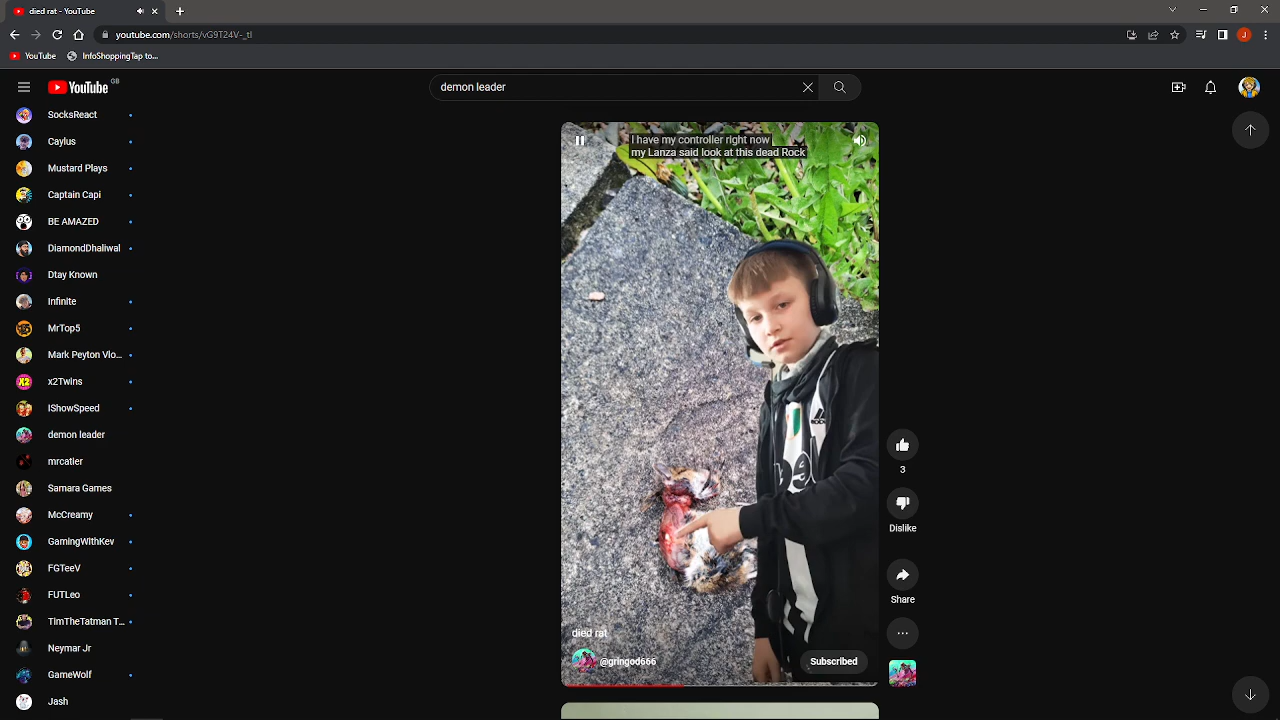 died rat - YouTube
youtube.com/shorts/vG9T24V-_tI
YouTube
InfoShoppingTap to...
YouTube GB
demon leader
SocksReact
Caylus
Mustard Plays
Captain Capi
BE AMAZED
DiamondDhaliwal
Dtay Known
Infinite
MrTop5
Mark Peyton Vlo...
x2Twins
IShowSpeed
demon leader
mrcatier
Samara Games
McCreamy
GamingWithKev
FGTeeV
FUTLeo
TimTheTatman T...
Neymar Jr
GameWolf
Jash
I have my controller right now
my Lanza said look at this dead Rock
died rat
@gringod666
Subscribed
3
Dislike
Share